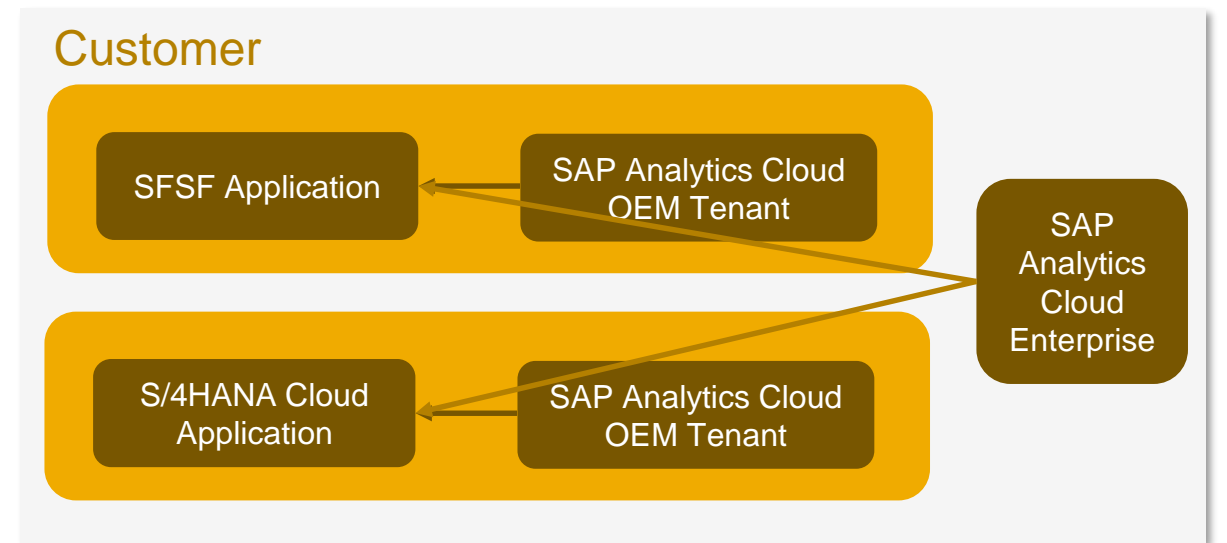 Customer
SFSF Application
SAP Analytics Cloud
OEM Tenant
SAP
Analytics
Cloud
Enterprise
S/4HANA Cloud
Application
SAP Analytics Cloud
OEM Tenant